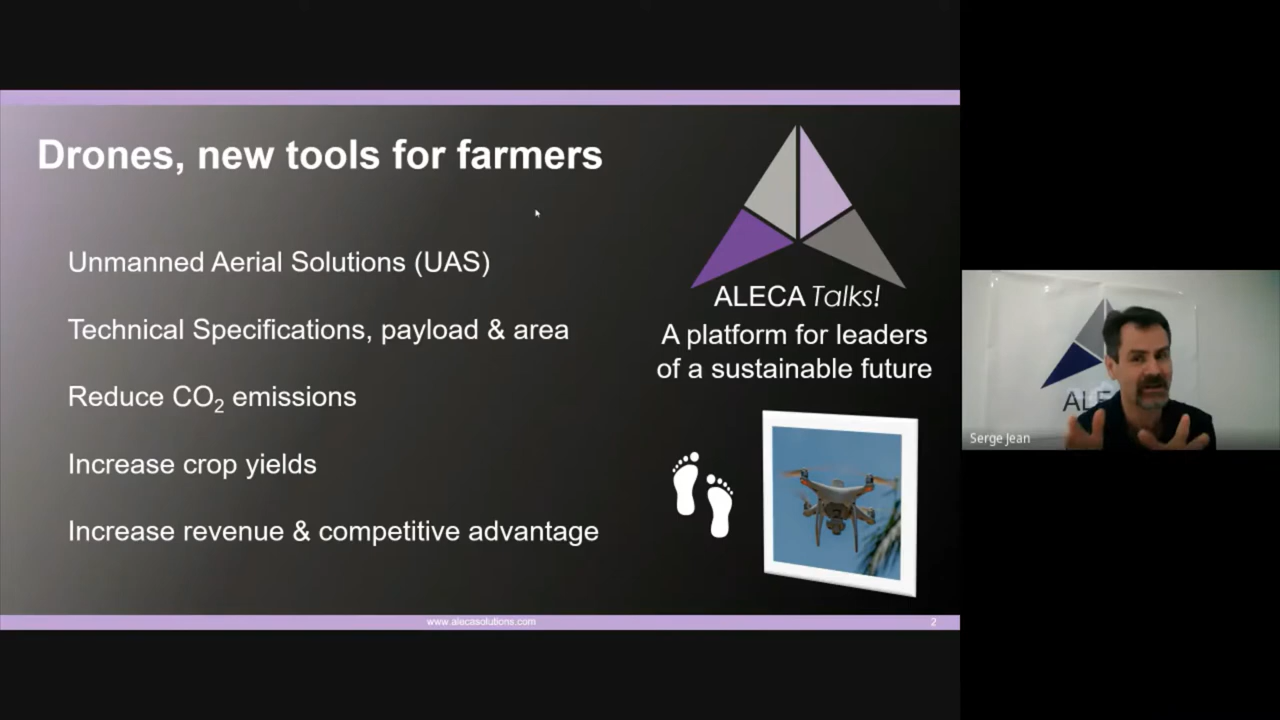 Drones, new tools for farmers
Unmanned Aerial Solutions (UAS)
Technical Specifications, payload & area
Reduce CO₂ emissions
Increase crop yields
Increase revenue & competitive advantage
ALECA Talks!
A platform for leaders
of a sustainable future
www.alecasolutions.com
2
ALE
Serge Jean